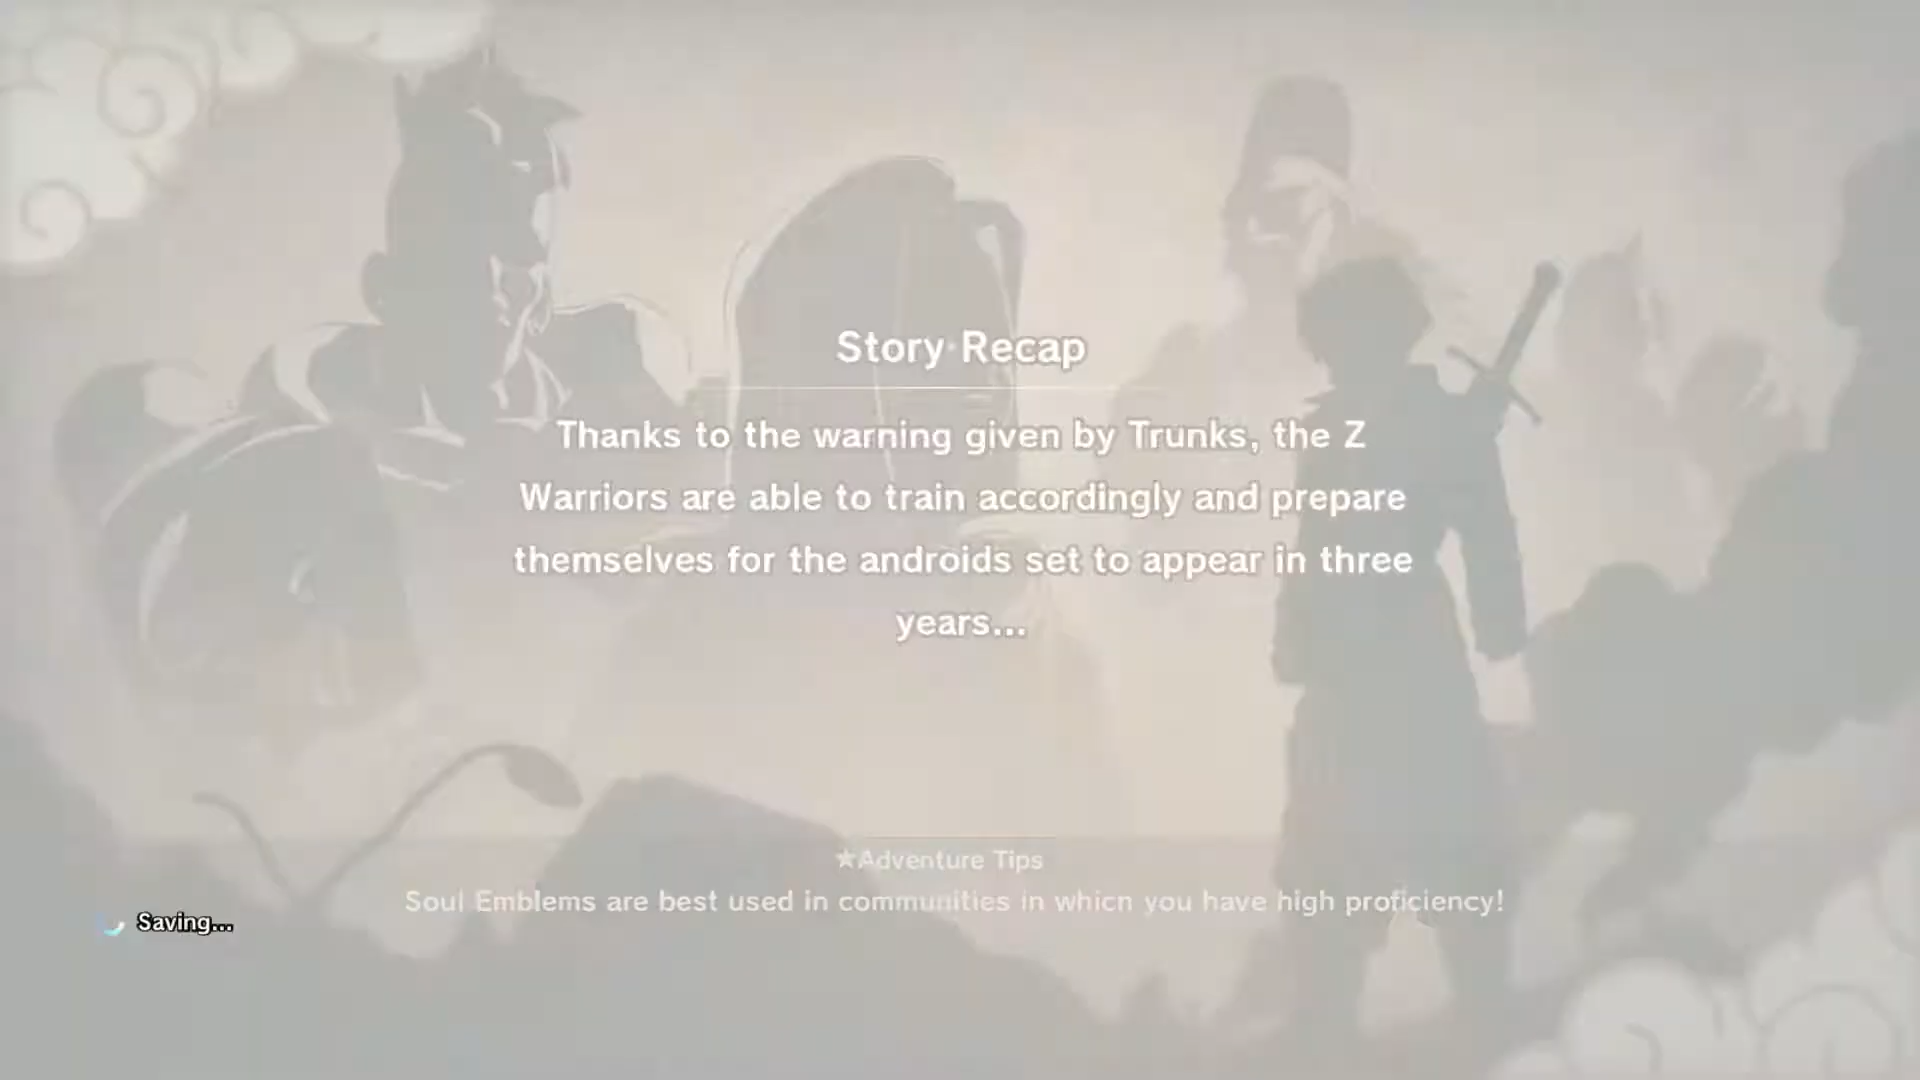 Story Recap
Thanks to the warning given by Trunks, the Z
Warriors are able to train accordingly and prepare
themselves for the androids set to appear in three
years...
★Adventure Tips
Soul Emblems are best used in communities in which you have high proficiency!
Saving...